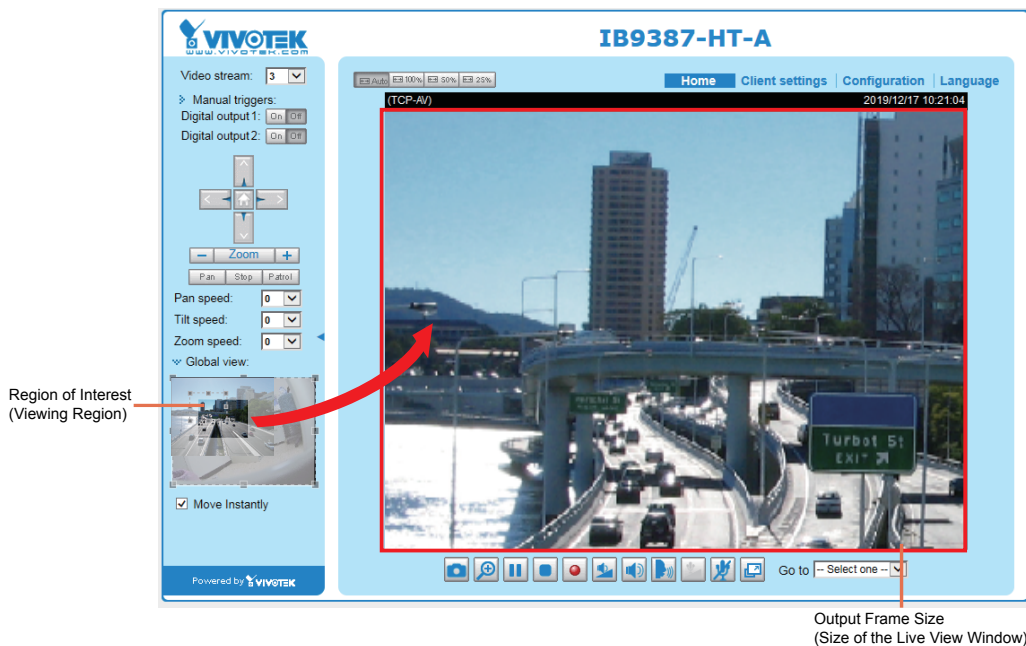 VIVOTEK
www.vivotek.com
IB9387-HT-A
Video stream: 3
Manual triggers:
Digital output 1: On Off
Digital output 2: On Off
Zoom
Pan Stop Patrol
Pan speed: 0
Tilt speed: 0
Zoom speed: 0
Global view:
Region of Interest
(Viewing Region)
Move Instantly
Powered by VIVOTEK
Auto 100% 50% 25%
Home Client settings Configuration Language
(TCP-AV) 2019/12/17 10:21:04
Turbot St
EXIT
Go to -- Select one --
Output Frame Size
(Size of the Live View Window)